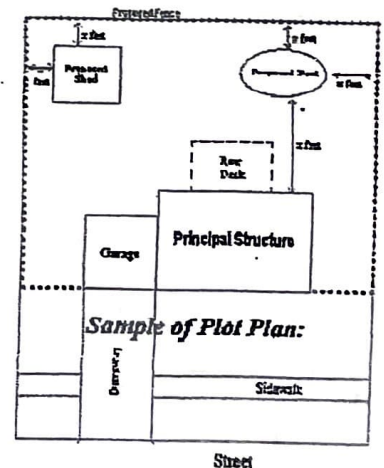 Proposed Fence
x feet
x feet
Proposed Shed
feet
Proposed Pool
x feet
x feet
Rear
Deck
Garage
Principal Structure
Sample of Plot Plan:
Driveway
Sidewalk
Street